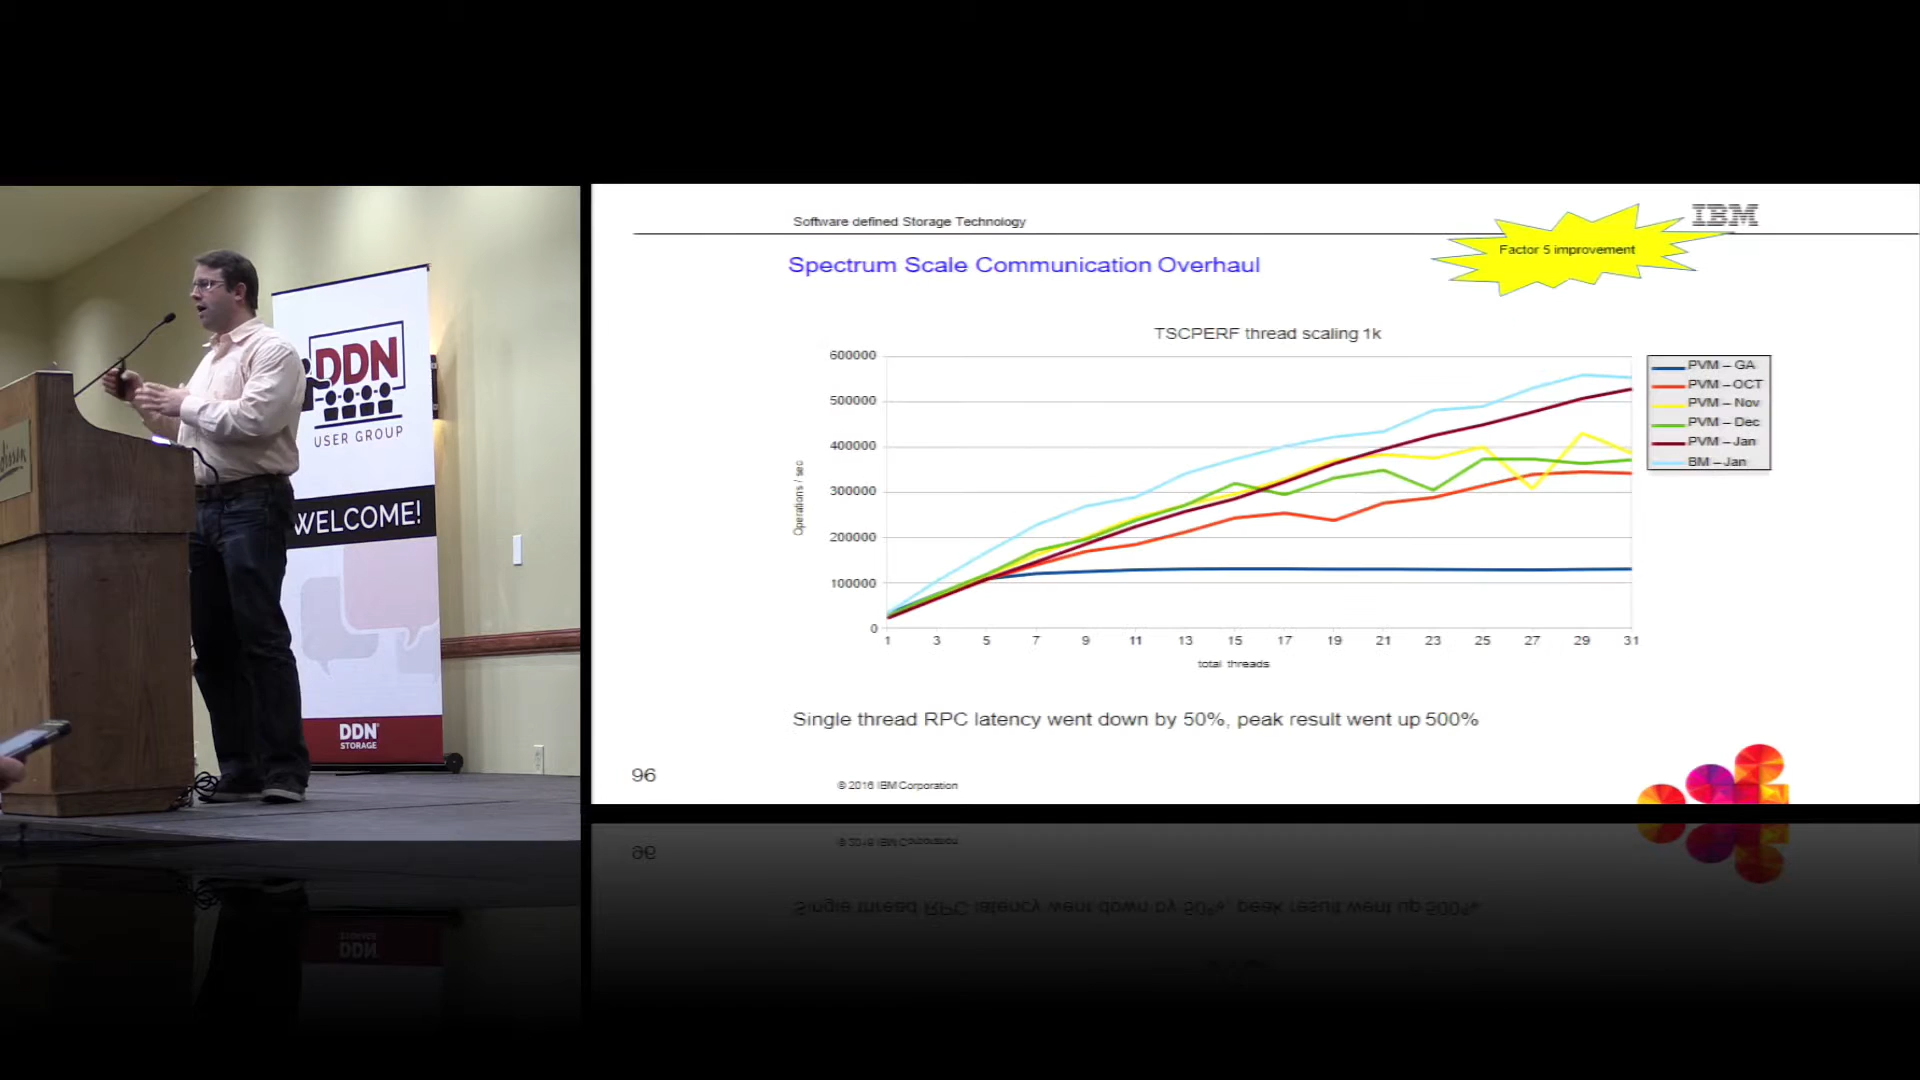 DDN
USER GROUP
WELCOME!
DDN
STORAGE
Software defined Storage Technology
IBM
Factor 5 improvement
Spectrum Scale Communication Overhaul
TSCPERF thread scaling 1k
600000
500000
400000
300000
200000
100000
0
Operations / sec
1 3 5 7 9 11 13 15 17 19 21 23 25 27 29 31
total threads
PVM – GA
PVM – OCT
PVM – Nov
PVM – Dec
PVM – Jan
BM – Jan
Single thread RPC latency went down by 50%, peak result went up 500%
96
© 2016 IBM Corporation